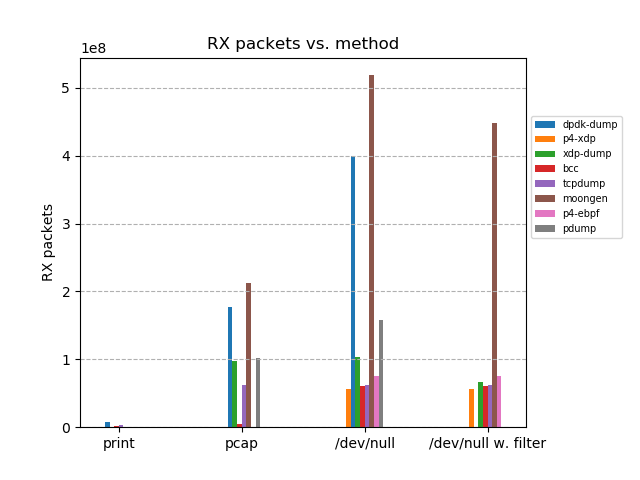 RX packets vs. method
1e8
5
4
3
2
1
0
RX packets
print
pcap
/dev/null
/dev/null w. filter
dpdk-dump
p4-xdp
xdp-dump
bcc
tcpdump
moongen
p4-ebpf
pdump